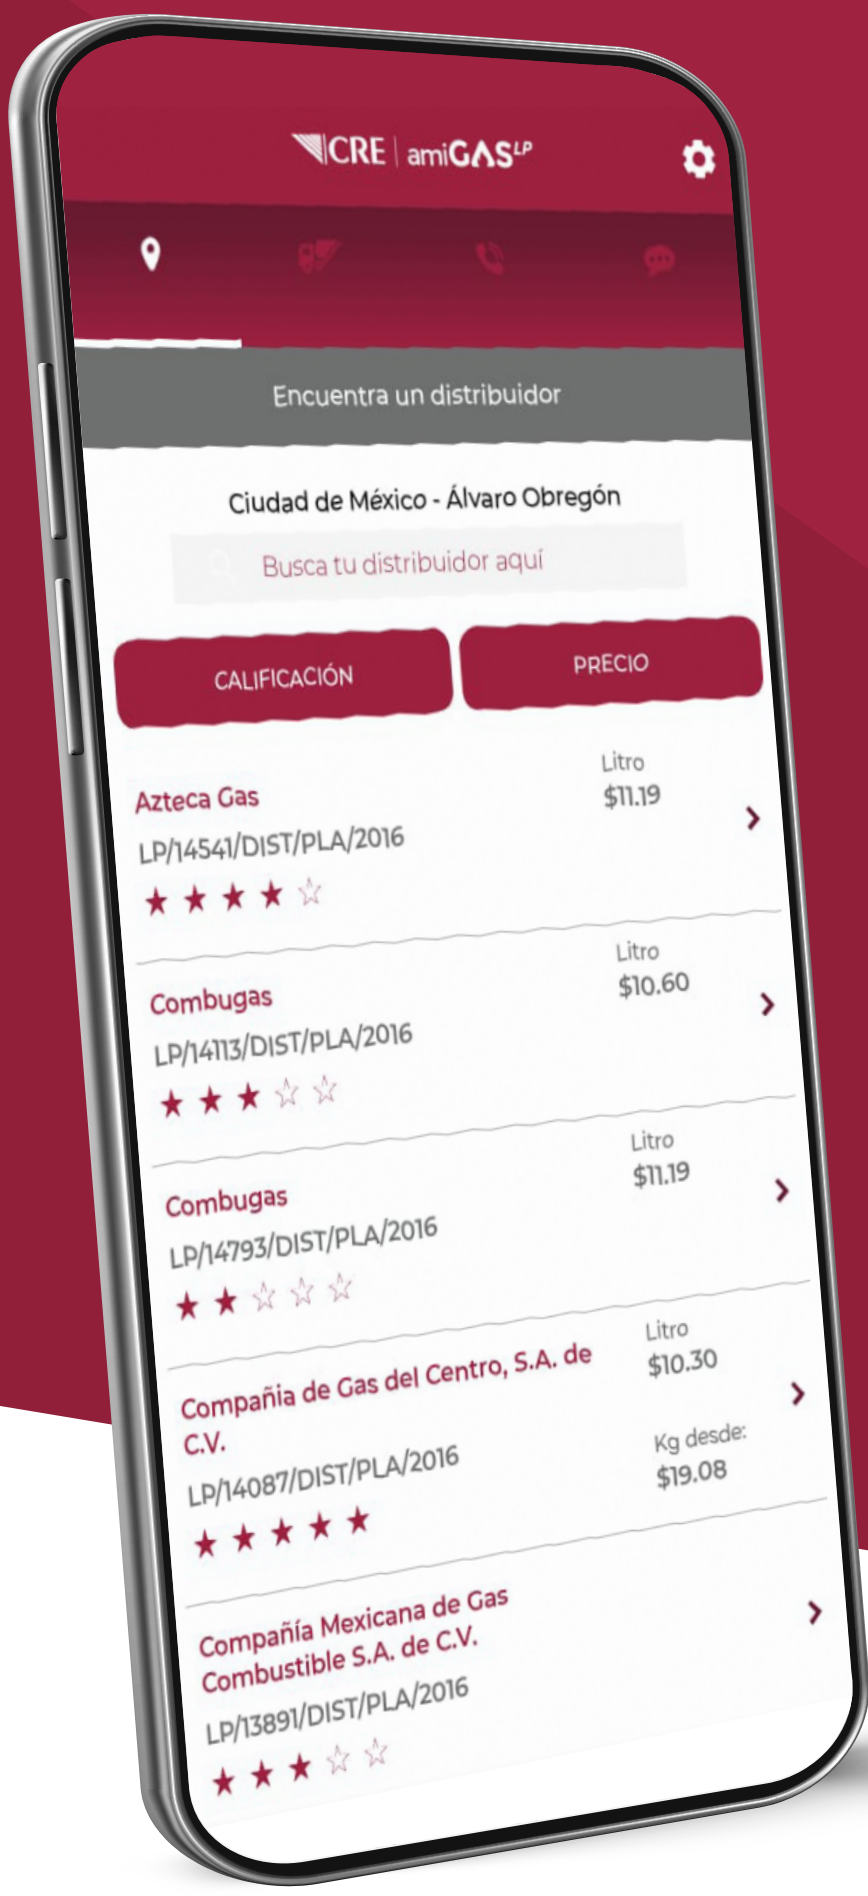 CRE | amiGASLP
Encuentra un distribuidor
Ciudad de México - Álvaro Obregón
Busca tu distribuidor aquí
CALIFICACIÓN
PRECIO
Azteca Gas
LP/14541/DIST/PLA/2016
Litro
$11.19
Combugas
LP/14113/DIST/PLA/2016
Litro
$10.60
Combugas
LP/14793/DIST/PLA/2016
Litro
$11.19
Compañia de Gas del Centro, S.A. de
C.V.
LP/14087/DIST/PLA/2016
Litro
$10.30
Kg desde:
$19.08
Compañía Mexicana de Gas
Combustible S.A. de C.V.
LP/13891/DIST/PLA/2016